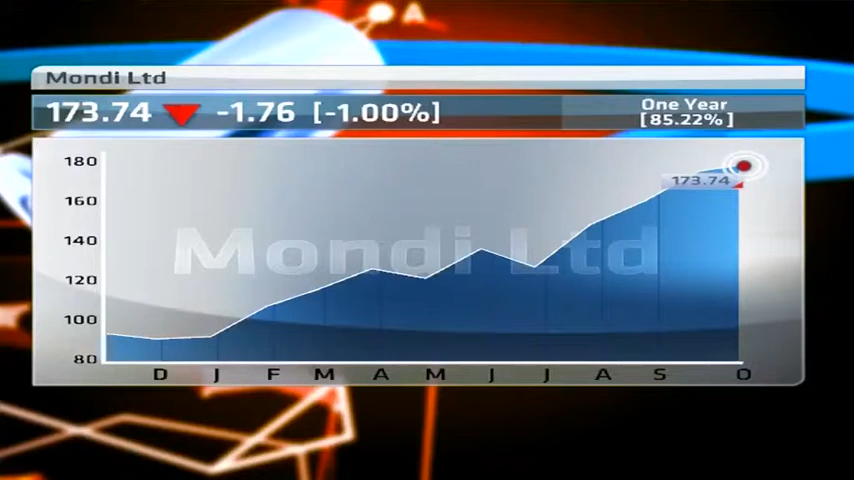 A
Mondi Ltd
173.74 -1.76 [-1.00%]
One Year
[85.22%]
180
160
140
120
100
80
173.74
Mondi Ltd
D J F M A M J J A S O